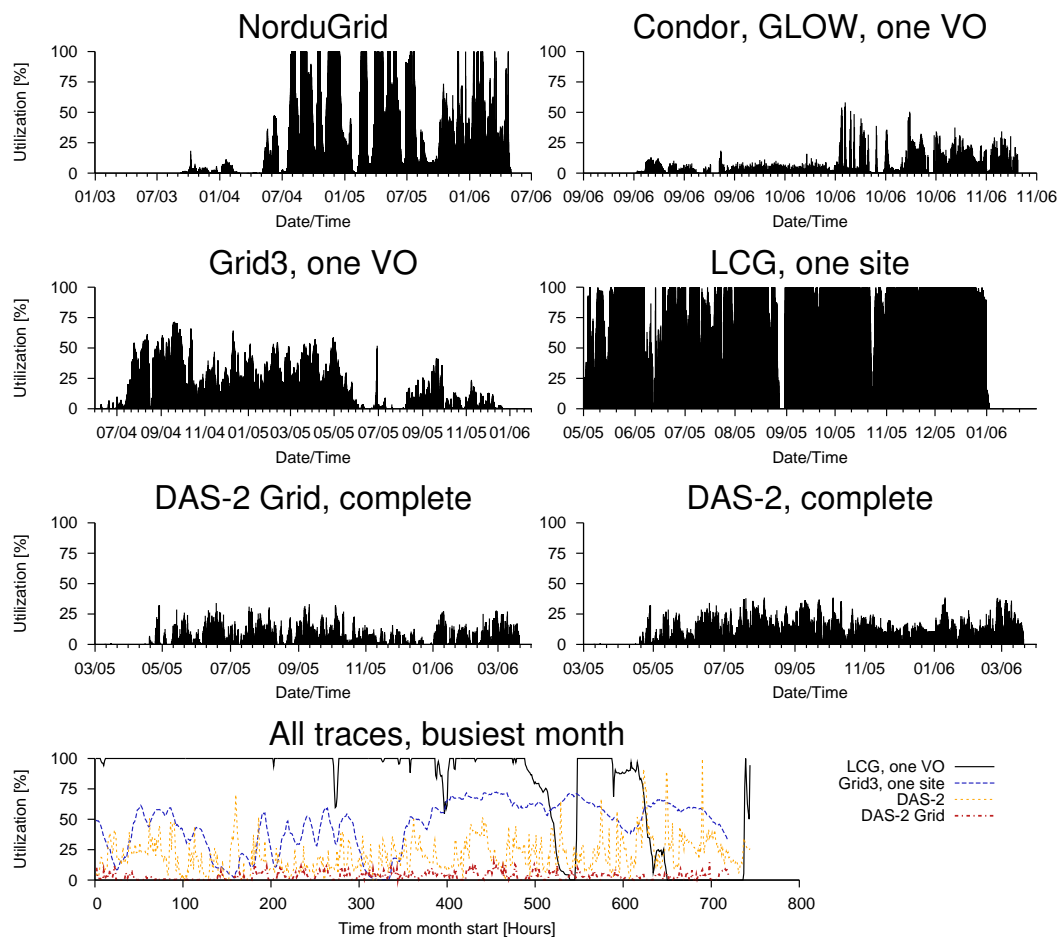 NorduGrid
Condor, GLOW, one VO
Utilization [%]
100
75
50
25
0
01/03 07/03 01/04 07/04 01/05 07/05 01/06 07/06
Date/Time
100
75
50
25
0
09/06 09/06 09/06 09/06 10/06 10/06 10/06 10/06 11/06 11/06
Date/Time
Grid3, one VO
LCG, one site
Utilization [%]
100
75
50
25
0
07/04 09/04 11/04 01/05 03/05 05/05 07/05 09/05 11/05 01/06
Date/Time
100
75
50
25
0
05/05 06/05 07/05 08/05 09/05 10/05 11/05 12/05 01/06
Date/Time
DAS-2 Grid, complete
DAS-2, complete
Utilization [%]
100
75
50
25
0
03/05 05/05 07/05 09/05 11/05 01/06 03/06
Date/Time
100
75
50
25
0
03/05 05/05 07/05 09/05 11/05 01/06 03/06
Date/Time
All traces, busiest month
Utilization [%]
100
75
50
25
0
0 100 200 300 400 500 600 700 800
Time from month start [Hours]
LCG, one VO
Grid3, one site
DAS-2
DAS-2 Grid